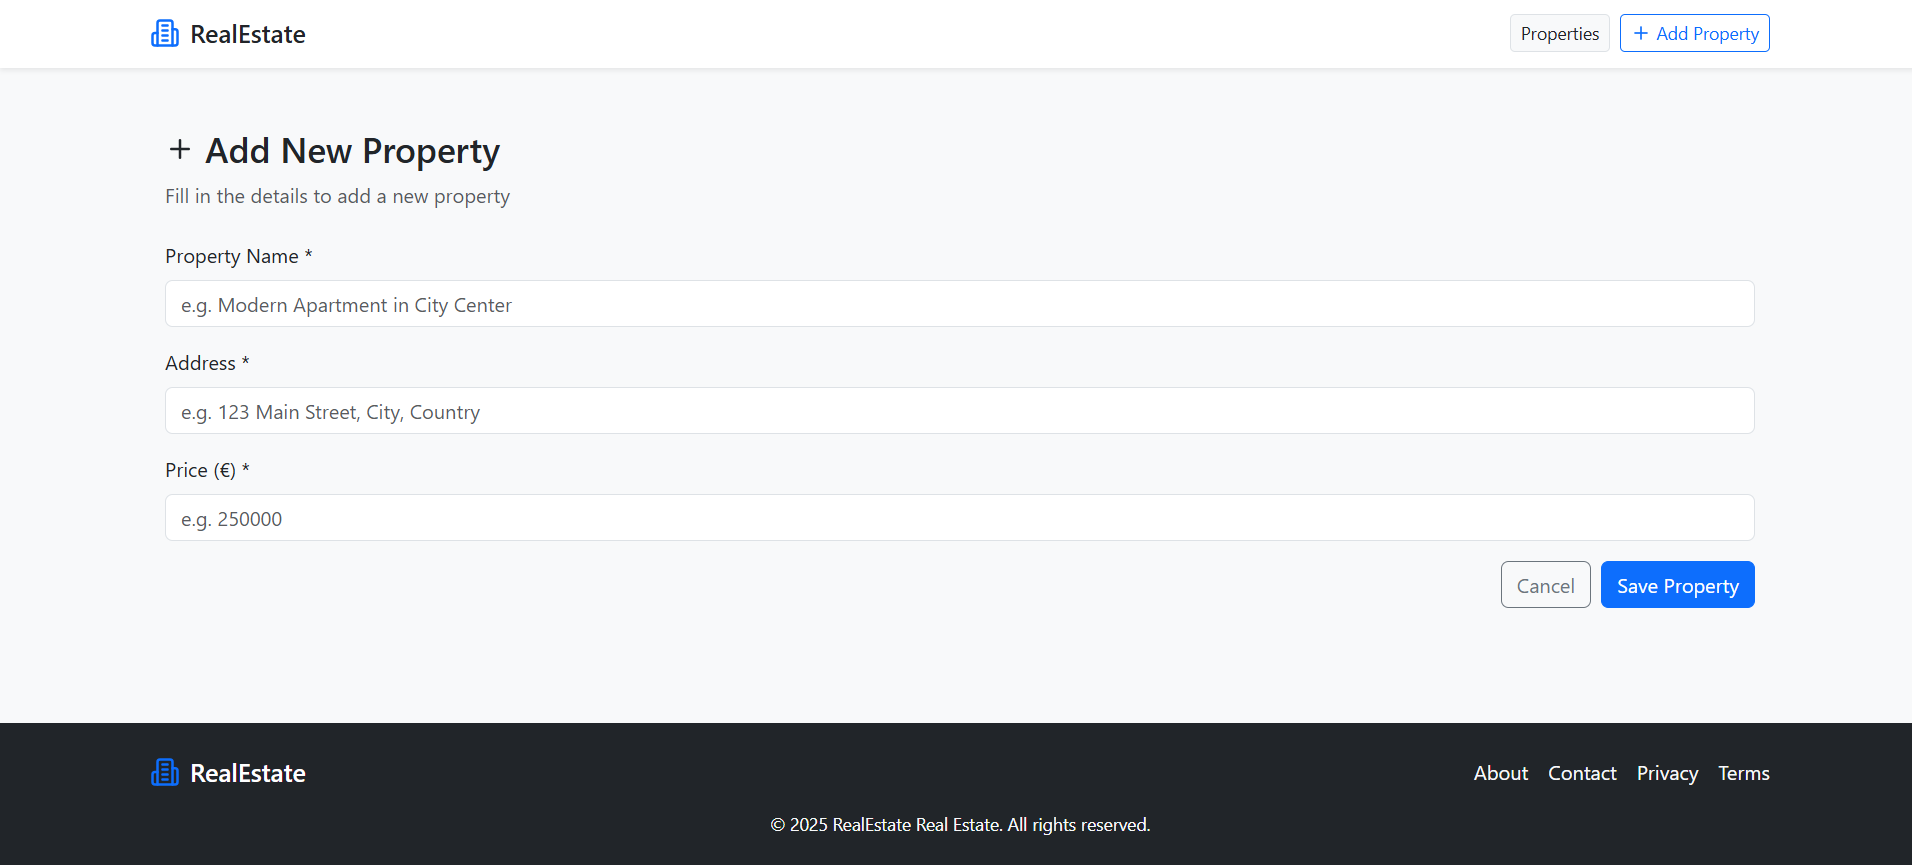 RealEstate
Properties
+ Add Property
+ Add New Property
Fill in the details to add a new property
Property Name *
e.g. Modern Apartment in City Center
Address *
e.g. 123 Main Street, City, Country
Price (€) *
e.g. 250000
Cancel
Save Property
RealEstate
About
Contact
Privacy
Terms
© 2025 RealEstate Real Estate. All rights reserved.